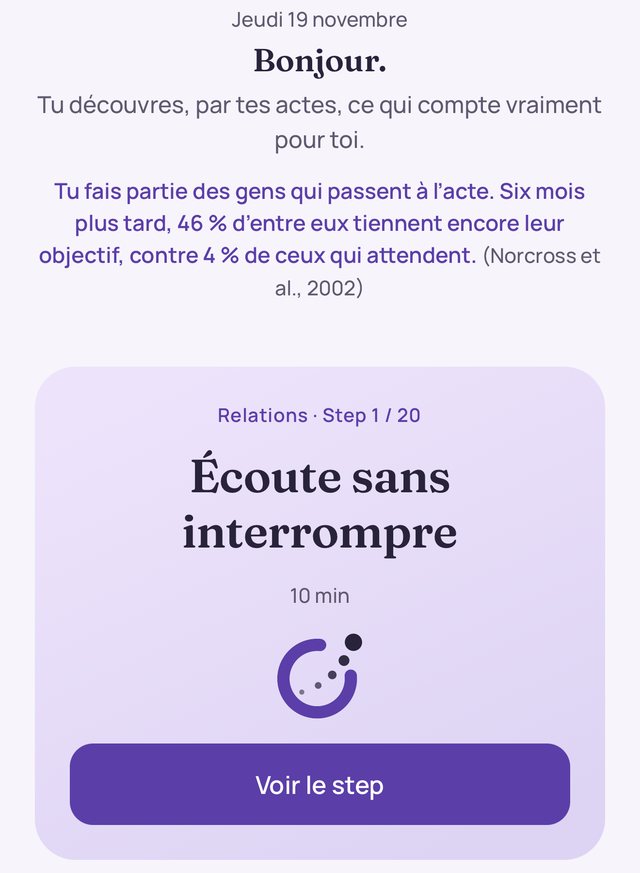 Jeudi 19 novembre
Bonjour.
Tu découvres, par tes actes, ce qui compte vraiment
pour toi.
Tu fais partie des gens qui passent à l’acte. Six mois
plus tard, 46 % d’entre eux tiennent encore leur
objectif, contre 4 % de ceux qui attendent. (Norcross et
al., 2002)
Relations · Step 1 / 20
Écoute sans
interrompre
10 min
Voir le step